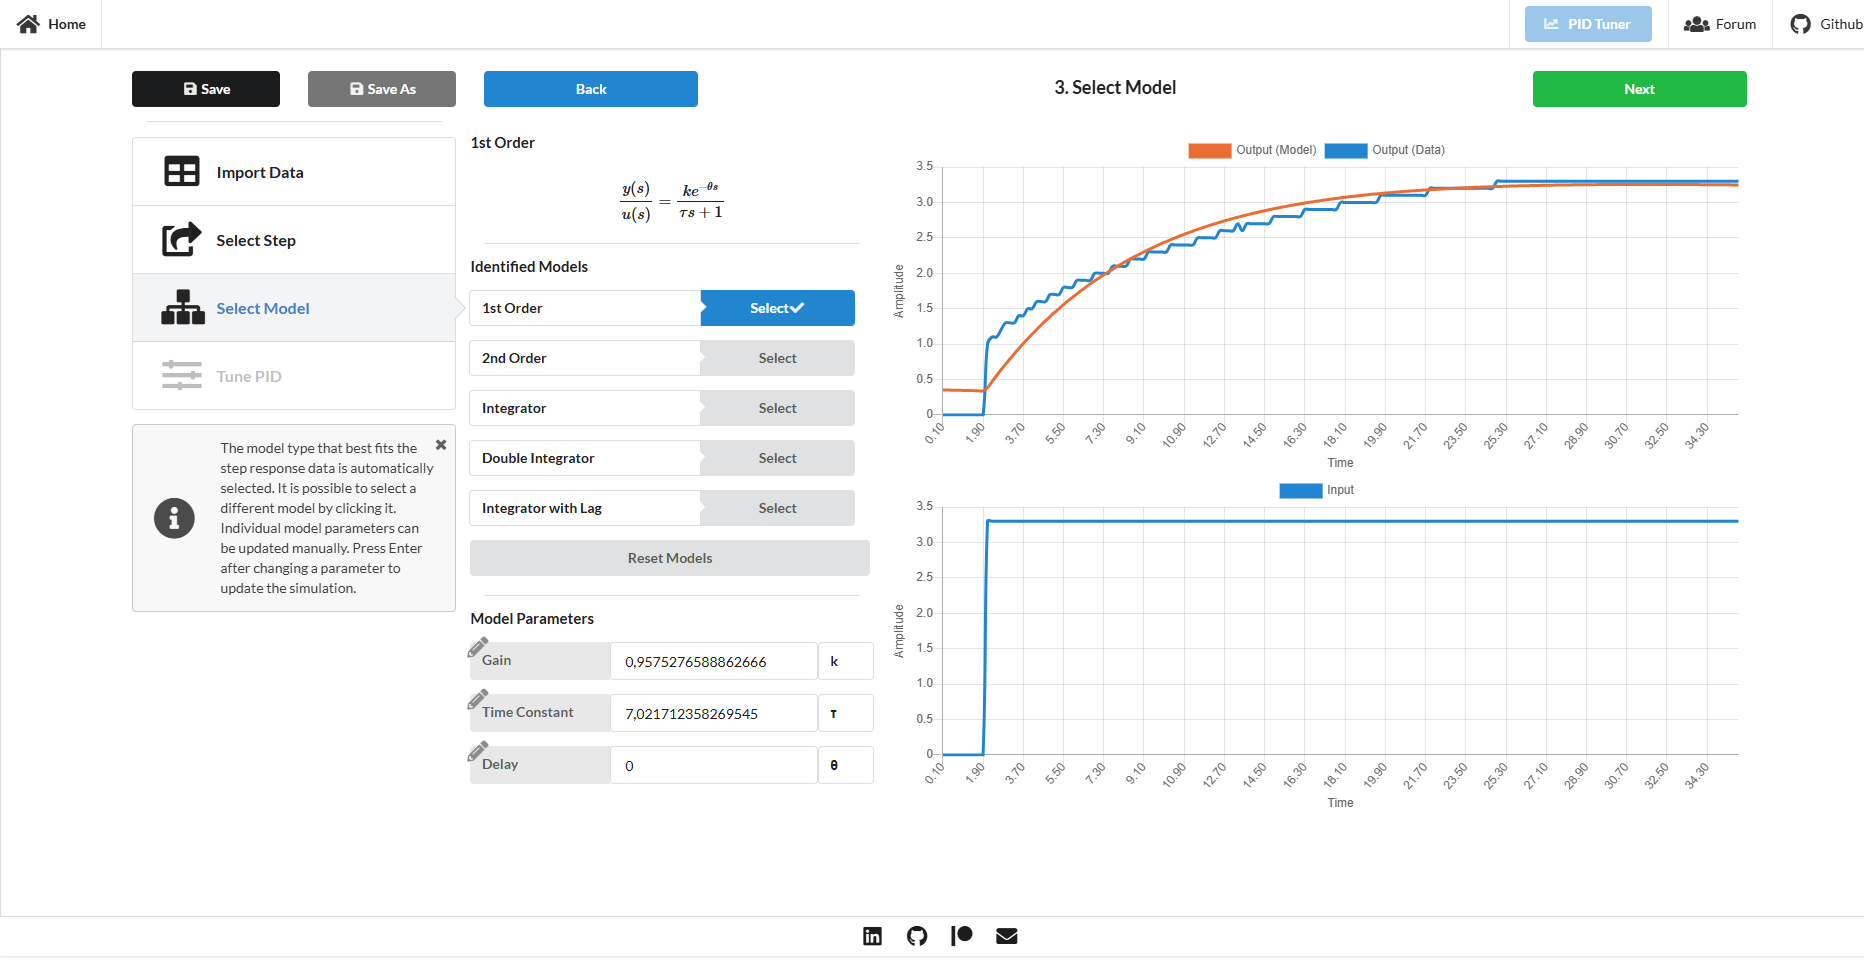 Home
PID Tuner
Forum
Github
Save
Save As
Back
3. Select Model
Next
Import Data
Select Step
Select Model
Tune PID
The model type that best fits the
step response data is automatically
selected. It is possible to select a
different model by clicking it.
Individual model parameters can
be updated manually. Press Enter
after changing a parameter to
update the simulation.
1st Order
y(s)/u(s) = ke^{-θs}/(τs + 1)
Identified Models
1st Order
Select
2nd Order
Select
Integrator
Select
Double Integrator
Select
Integrator with Lag
Select
Reset Models
Model Parameters
Gain
0,9575276588862666
k
Time Constant
7,021712358269545
τ
Delay
0
θ
Output (Model)
Output (Data)
3.5
3.0
2.5
2.0
1.5
1.0
0.5
0
Amplitude
0.10 1.90 3.70 5.50 7.30 9.10 10.90 12.70 14.50 16.30 18.10 19.90 21.70 23.50 25.30 27.10 28.90 30.70 32.50 34.30
Time
Input
3.5
3.0
2.5
2.0
1.5
1.0
0.5
0
Amplitude
0.10 1.90 3.70 5.50 7.30 9.10 10.90 12.70 14.50 16.30 18.10 19.90 21.70 23.50 25.30 27.10 28.90 30.70 32.50 34.30
Time